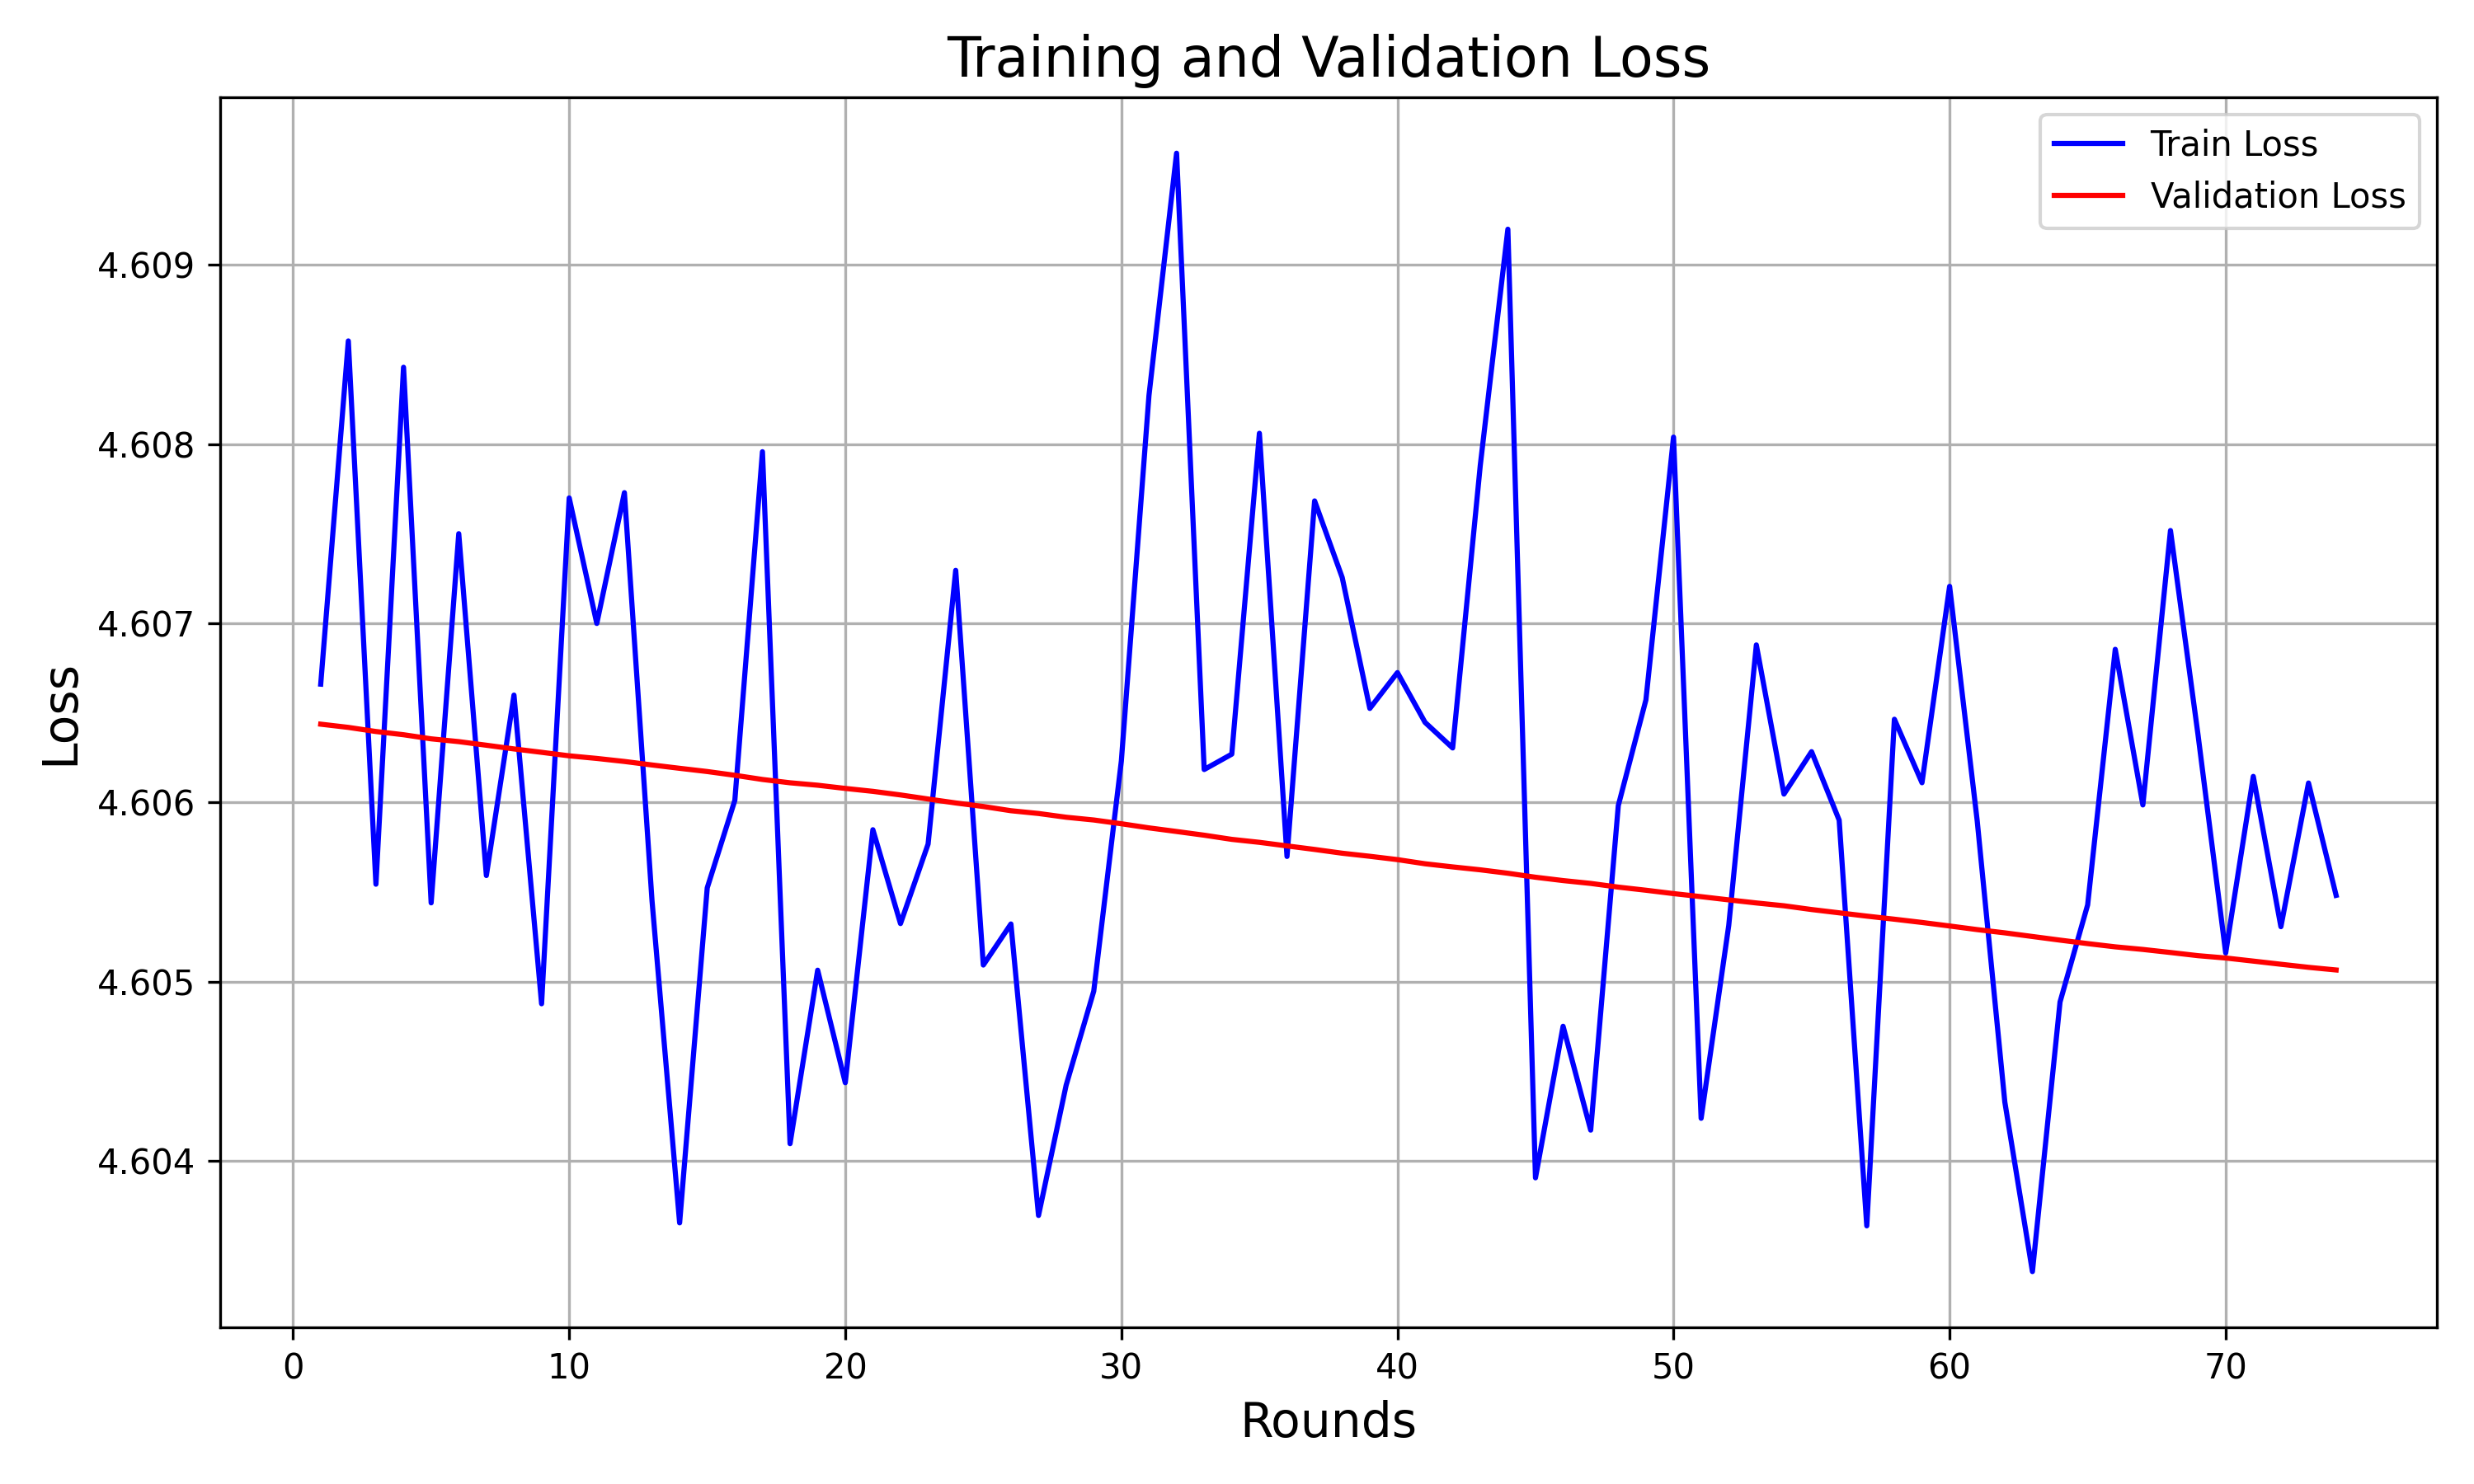 Training and Validation Loss
Train Loss
Validation Loss
Loss
4.609
4.608
4.607
4.606
4.605
4.604
0 10 20 30 40 50 60 70
Rounds